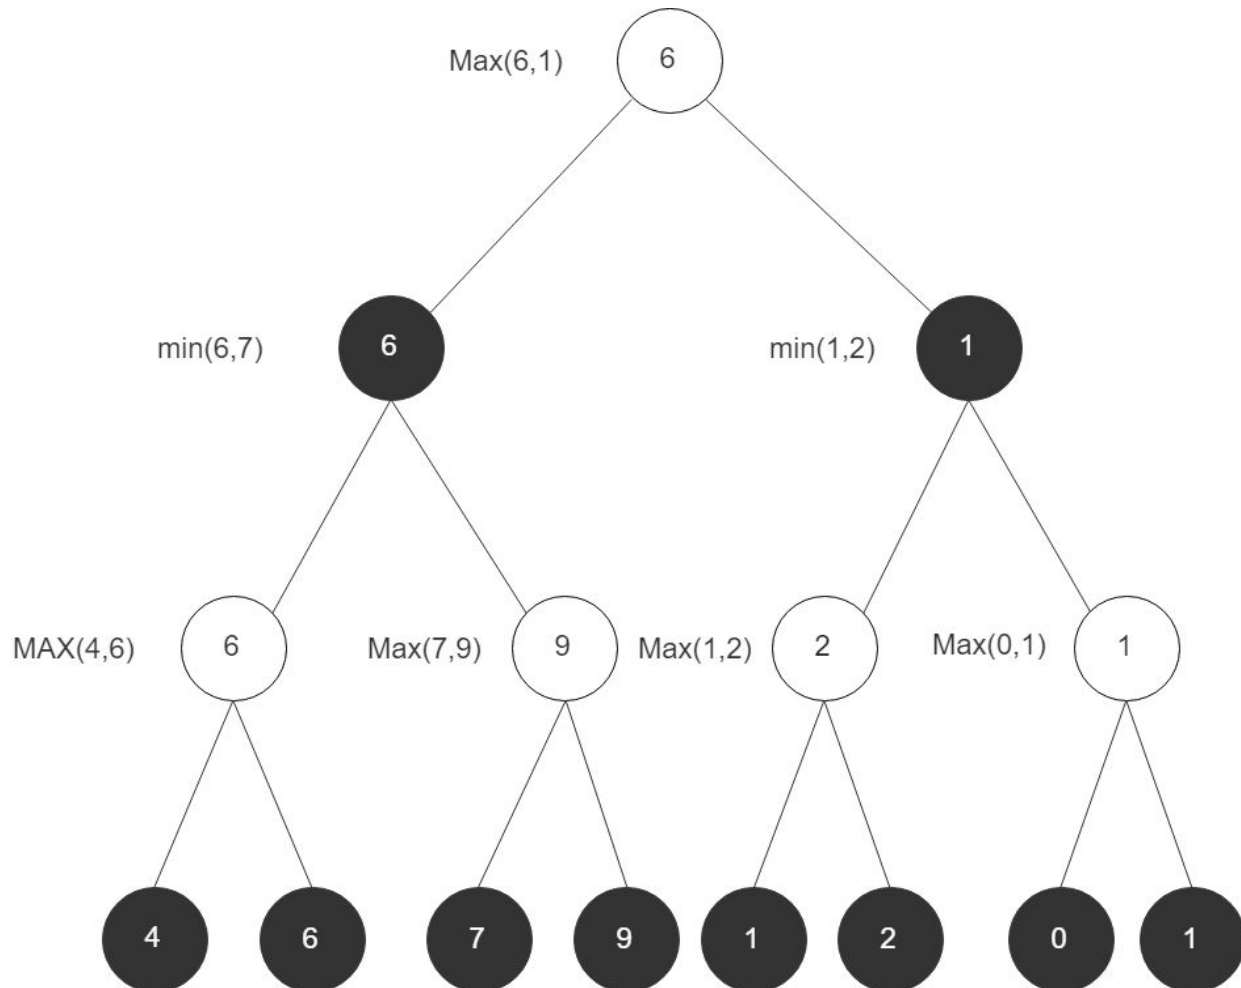 Max(6,1) 6
min(6,7) 6 min(1,2) 1
MAX(4,6) 6 Max(7,9) 9 Max(1,2) 2 Max(0,1) 1
4 6 7 9 1 2 0 1